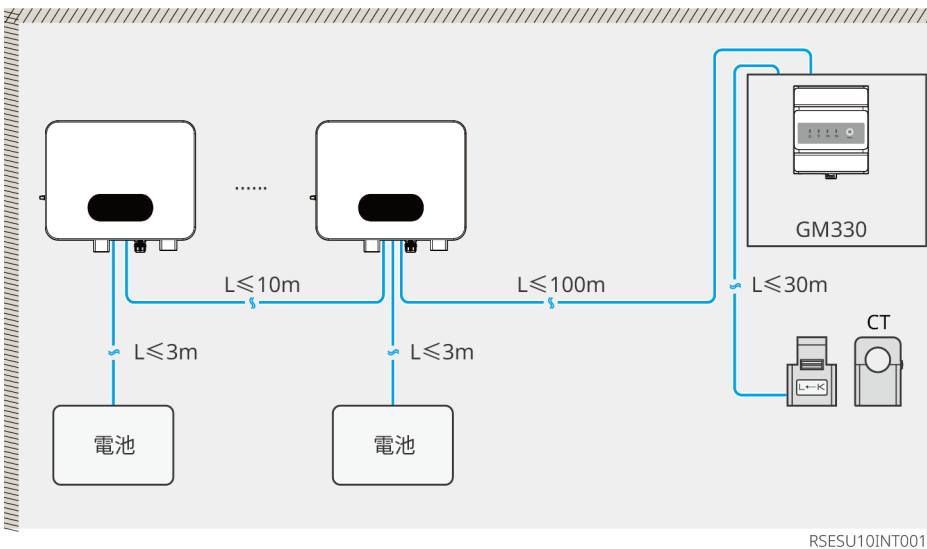 ......
GM330
L≤10m
L≤100m
L≤30m
CT
L≤3m
L≤3m
L←K
電池
電池
RSESU10INT001